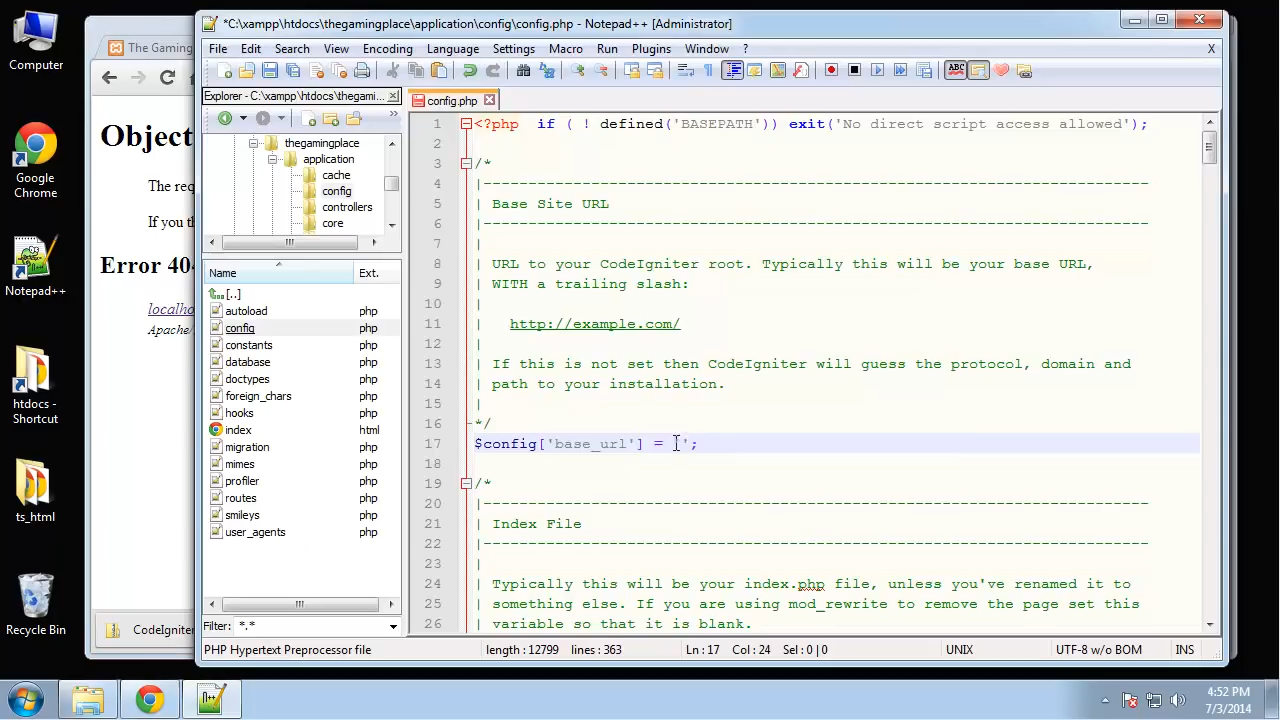 *C:\xampp\htdocs\thegamingplace\application\config\config.php - Notepad++ [Administrator]
File Edit Search View Encoding Language Settings Macro Run Plugins Window ? X
Computer
Google Chrome
Notepad++
htdocs - Shortcut
ts_html
Recycle Bin
The Gaming
Object
The req
If you t
Error 404
localho
Apache/
CodeIgniter
Explorer - C:\xampp\htdocs\thegami...
thegamingplace
application
cache
config
controllers
core
Name Ext.
[..]
autoload php
config php
constants php
database php
doctypes php
foreign_chars php
hooks php
index html
migration php
mimes php
profiler php
routes php
smileys php
user_agents php
Filter: *.*
config.php
1 <?php if ( ! defined('BASEPATH')) exit('No direct script access allowed');
2
3 /*
4 |--------------------------------------------------------------------------
5 | Base Site URL
6 |--------------------------------------------------------------------------
7 |
8 | URL to your CodeIgniter root. Typically this will be your base URL,
9 | WITH a trailing slash:
10 |
11 | http://example.com/
12 |
13 | If this is not set then CodeIgniter will guess the protocol, domain and
14 | path to your installation.
15 |
16 */
17 $config['base_url'] = '';
18
19 /*
20 |--------------------------------------------------------------------------
21 | Index File
22 |--------------------------------------------------------------------------
23 |
24 | Typically this will be your index.php file, unless you've renamed it to
25 | something else. If you are using mod_rewrite to remove the page set this
26 | variable so that it is blank.
PHP Hypertext Preprocessor file length : 12799 lines : 363 Ln : 17 Col : 24 Sel : 0 | 0 UNIX UTF-8 w/o BOM INS
4:52 PM
7/3/2014